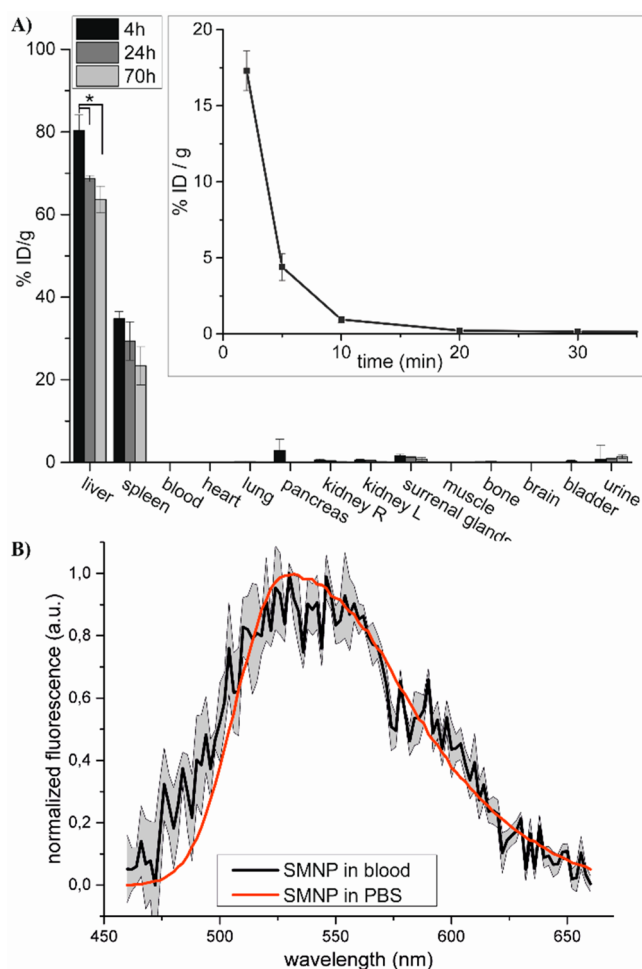 A)
4h
24h
70h
*
% ID/g
100
80
60
40
20
0
liver
spleen
blood
heart
lung
pancreas
kidney R
kidney L
surrenal glands
muscle
bone
brain
bladder
urine
% ID / g
20
15
10
5
0
0
10
20
30
time (min)
B)
normalized fluorescence (a.u.)
1,0
0,8
0,6
0,4
0,2
0,0
SMNP in blood
SMNP in PBS
450
500
550
600
650
wavelength (nm)